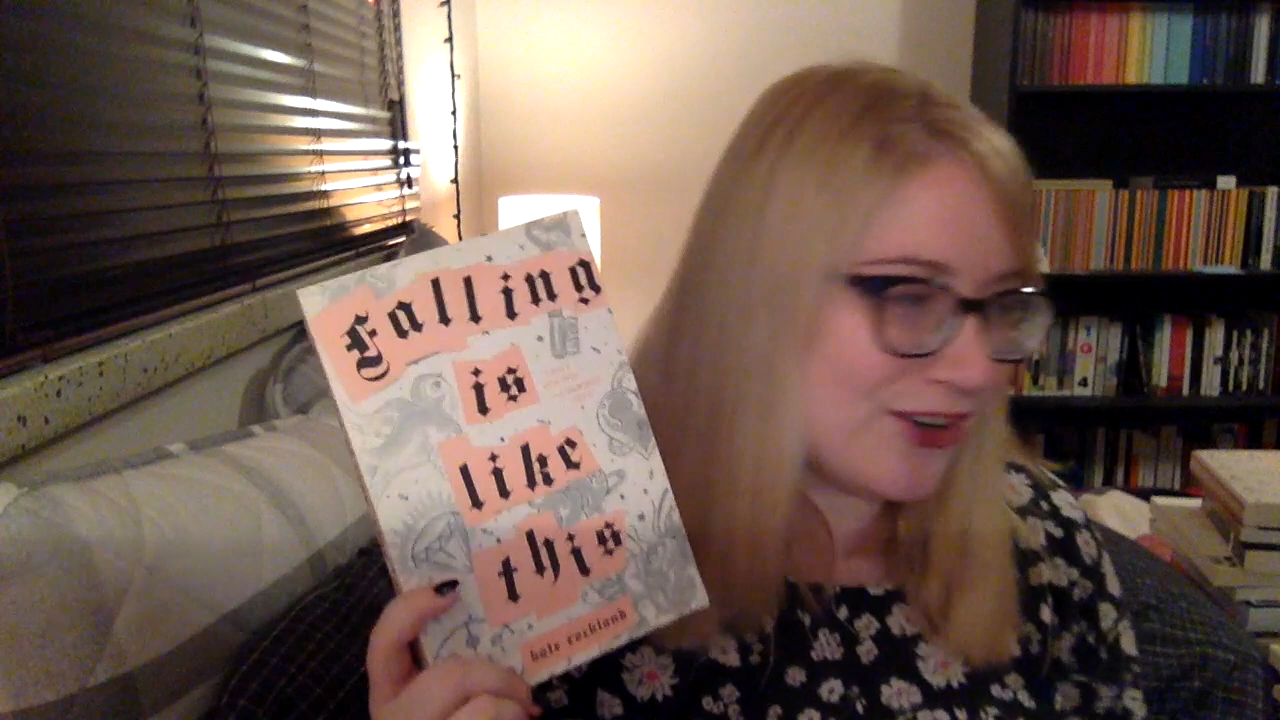 Falling
is
like
this
kate rockland